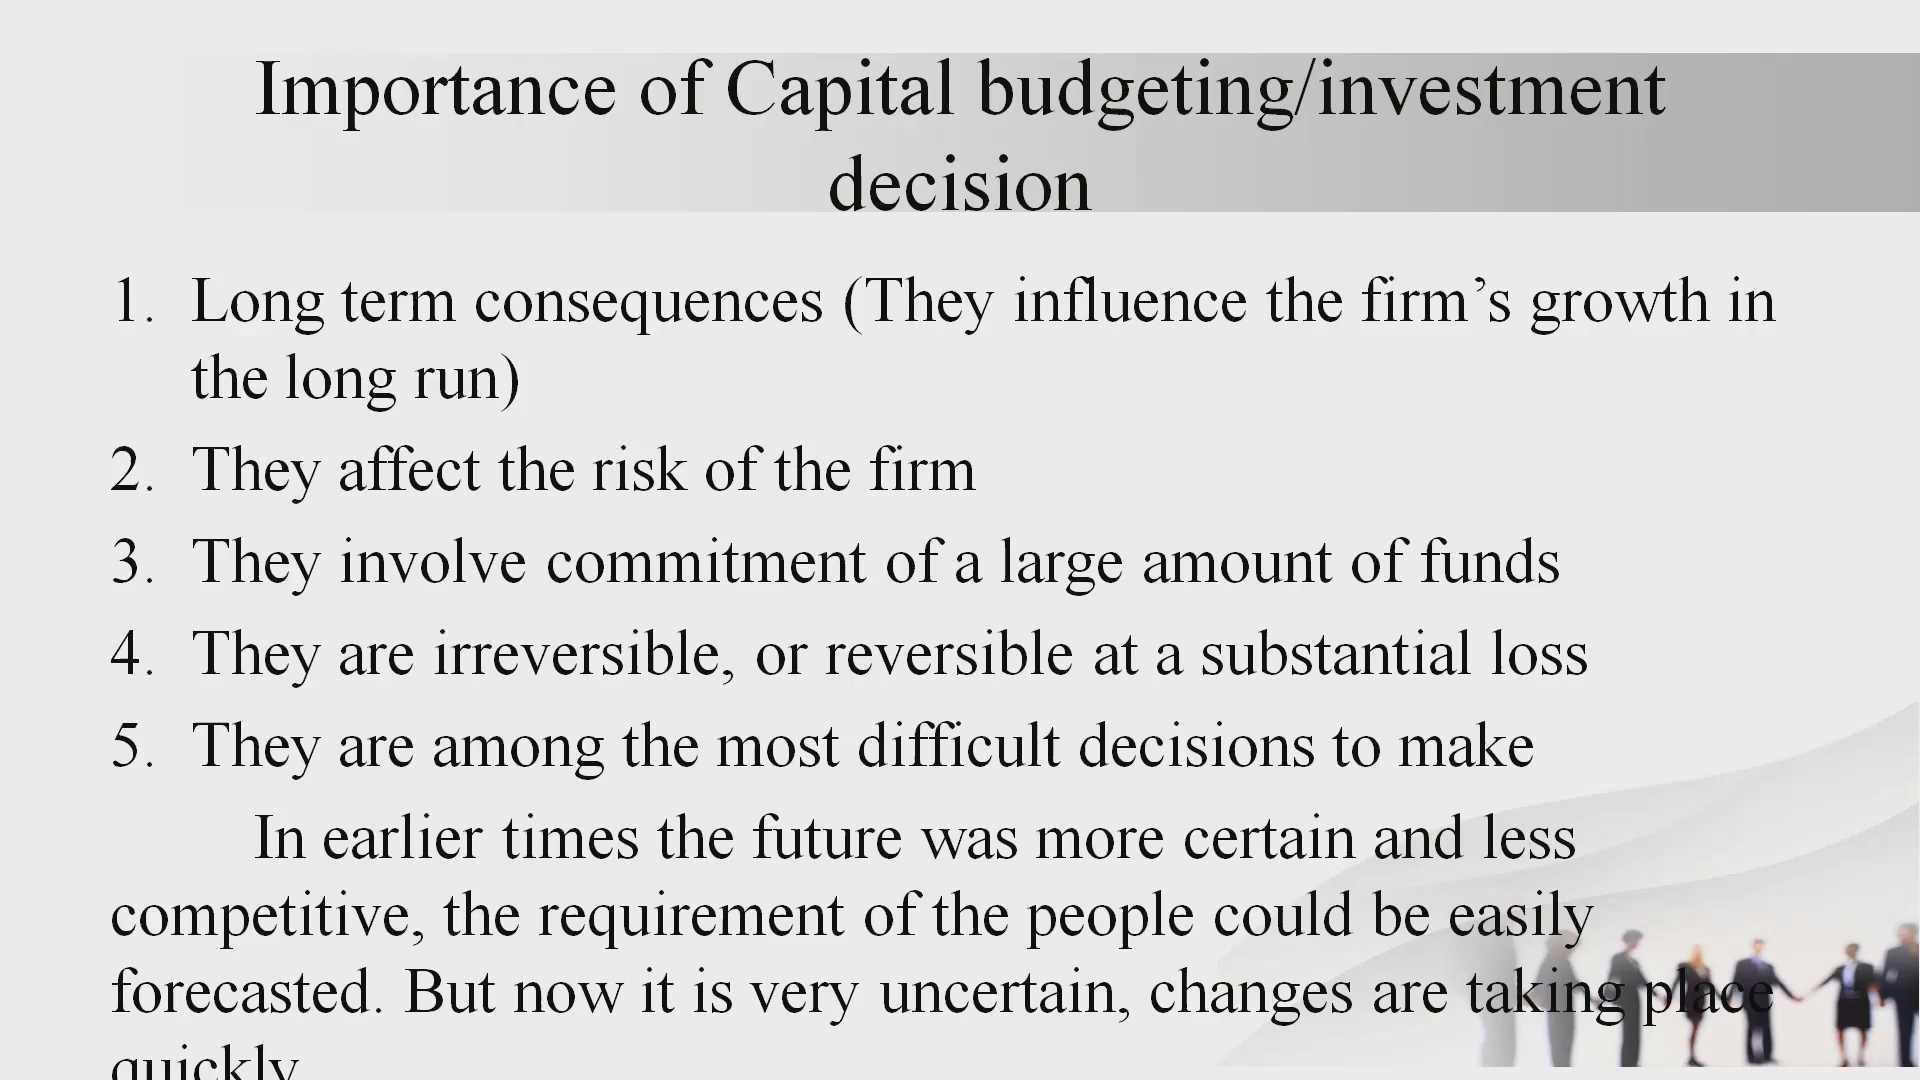 Importance of Capital budgeting/investment
decision
1. Long term consequences (They influence the firm’s growth in
the long run)
2. They affect the risk of the firm
3. They involve commitment of a large amount of funds
4. They are irreversible, or reversible at a substantial loss
5. They are among the most difficult decisions to make
In earlier times the future was more certain and less
competitive, the requirement of the people could be easily
forecasted. But now it is very uncertain, changes are taking place
quickly